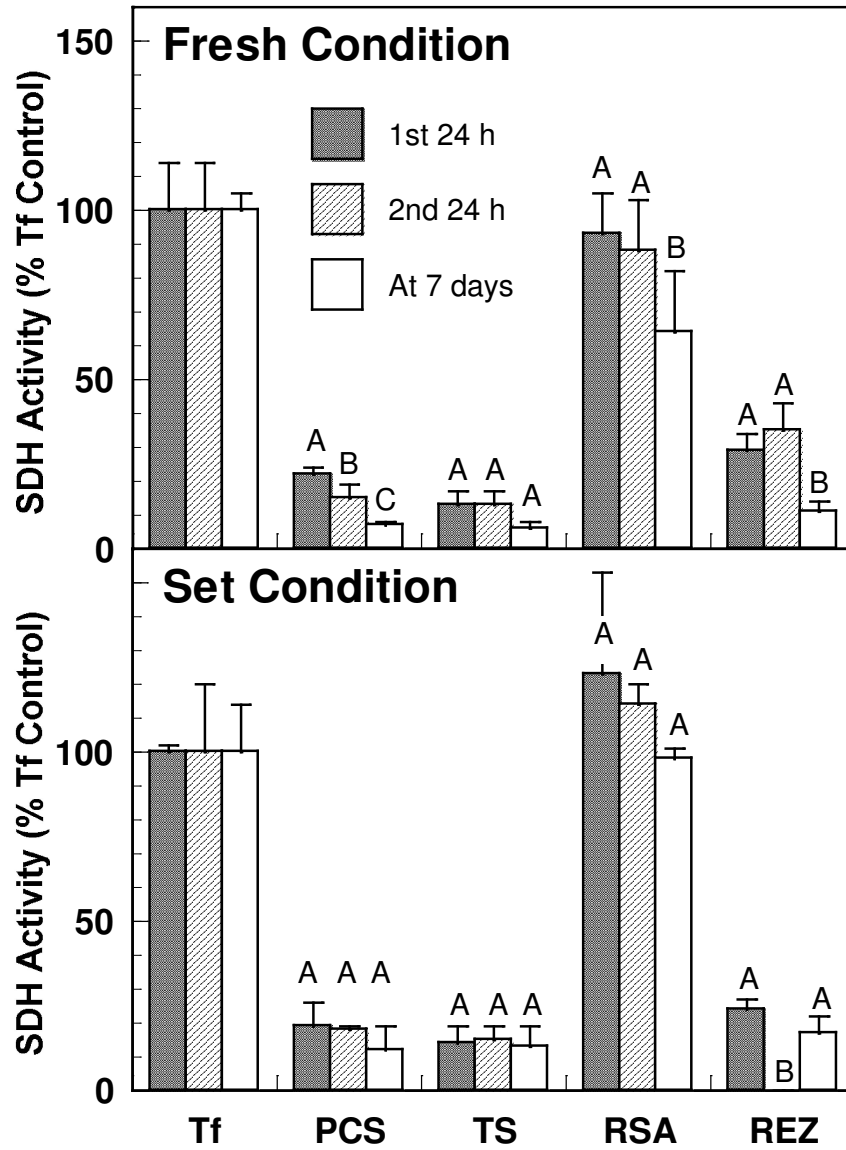 Fresh Condition
SDH Activity (% Tf Control)
150
100
50
0
1st 24 h
2nd 24 h
At 7 days
A B C
A A A
A A B
A A B
Set Condition
SDH Activity (% Tf Control)
100
50
0
A A A
A A A
A A A
A B A
Tf PCS TS RSA REZ